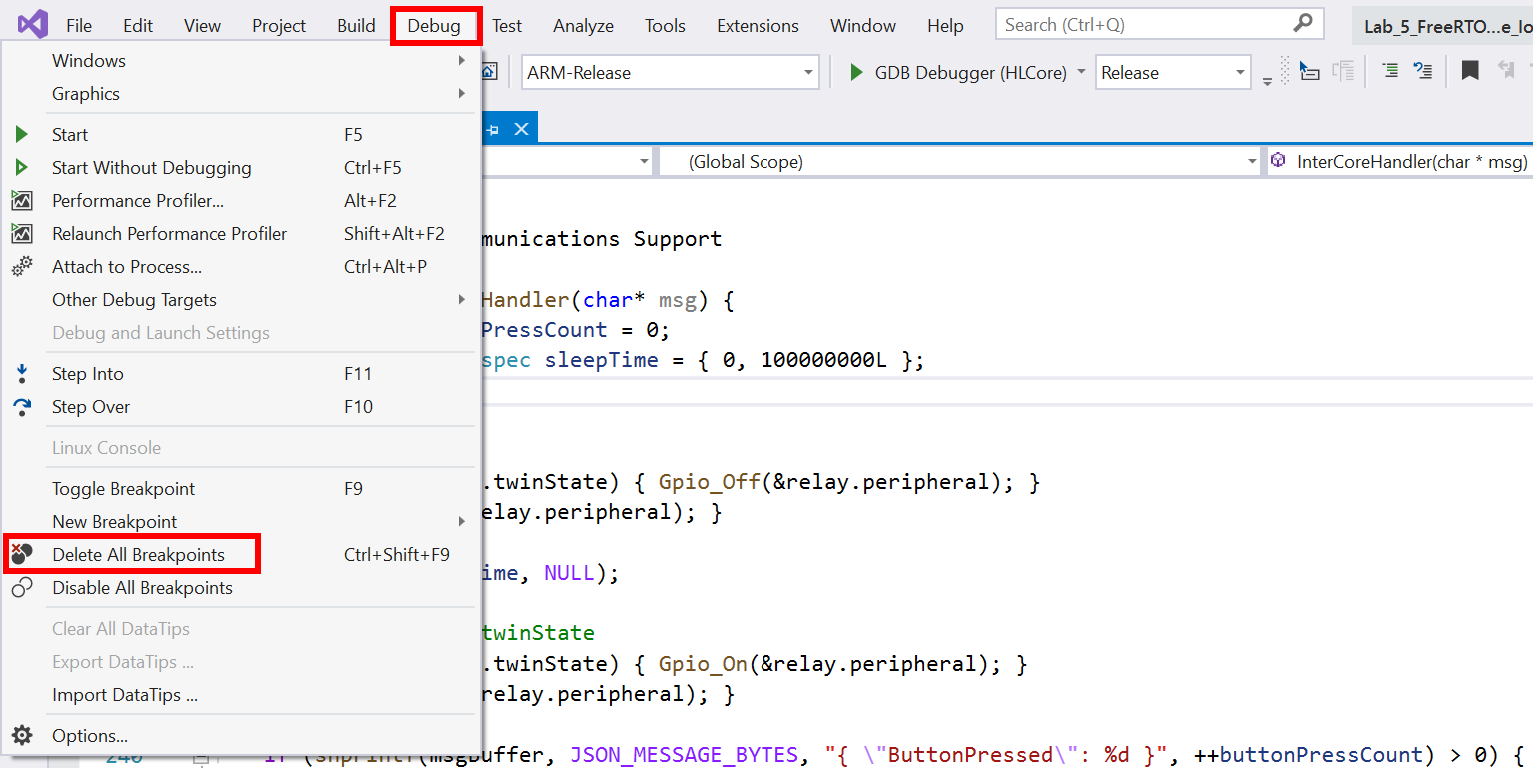 File Edit View Project Build Debug Test Analyze Tools Extensions Window Help Search (Ctrl+Q) Lab_5_FreeRTO...e_Io
ARM-Release GDB Debugger (HLCore) Release
(Global Scope) InterCoreHandler(char * msg)
Windows
Graphics
Start F5
Start Without Debugging Ctrl+F5
Performance Profiler... Alt+F2
Relaunch Performance Profiler Shift+Alt+F2
Attach to Process... Ctrl+Alt+P
Other Debug Targets
Debug and Launch Settings
Step Into F11
Step Over F10
Linux Console
Toggle Breakpoint F9
New Breakpoint
Delete All Breakpoints Ctrl+Shift+F9
Disable All Breakpoints
Clear All DataTips
Export DataTips ...
Import DataTips ...
Options...
munications Support
Handler(char* msg) {
PressCount = 0;
spec sleepTime = { 0, 100000000L };
.twinState) { Gpio_Off(&relay.peripheral); }
elay.peripheral); }
ime, NULL);
twinState
.twinState) { Gpio_On(&relay.peripheral); }
relay.peripheral); }
240 if (snprintf(msgBuffer, JSON_MESSAGE_BYTES, "{ \"ButtonPressed\": %d }", ++buttonPressCount) > 0) {